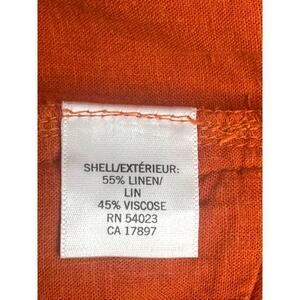 SHELL/EXTÉRIEUR:
55% LINEN/
LIN
45% VISCOSE
RN 54023
CA 17897